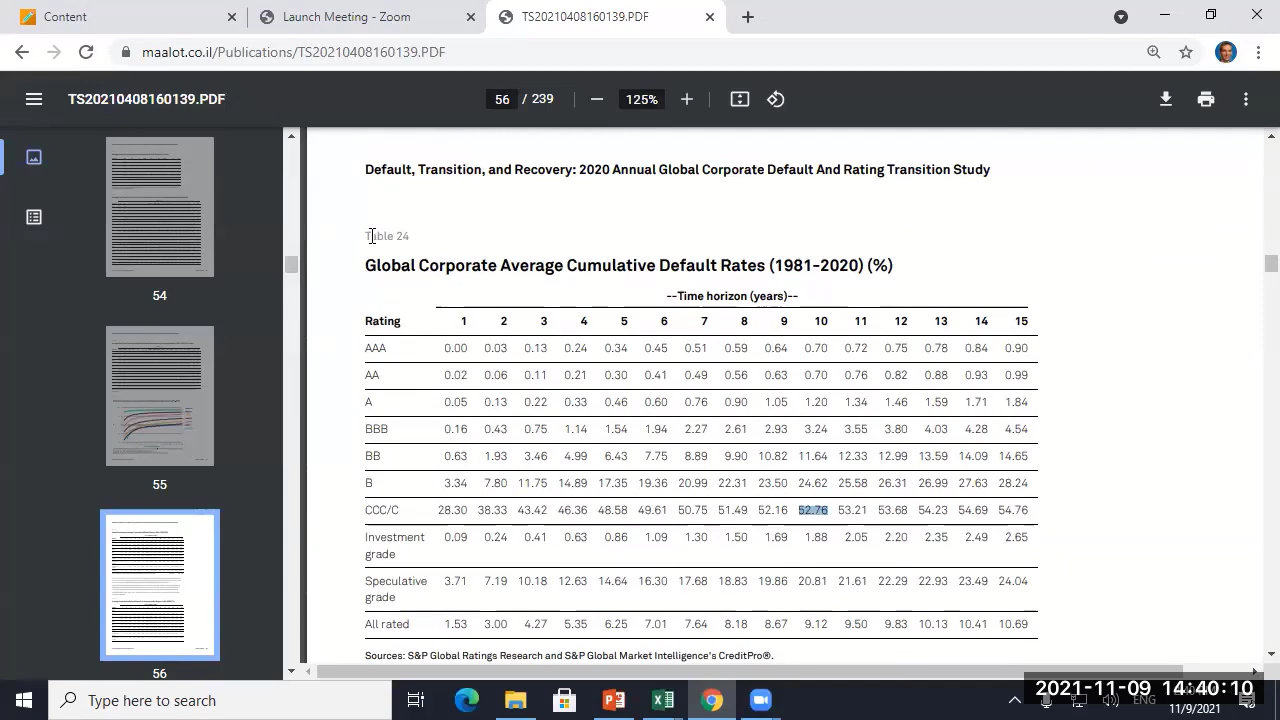 Content
Launch Meeting - Zoom
TS20210408160139.PDF
maalot.co.il/Publications/TS20210408160139.PDF
TS20210408160139.PDF
56 / 239
125%
54
55
56
Default, Transition, and Recovery: 2020 Annual Global Corporate Default And Rating Transition Study
Table 24
Global Corporate Average Cumulative Default Rates (1981-2020) (%)
--Time horizon (years)--
Rating 1 2 3 4 5 6 7 8 9 10 11 12 13 14 15
AAA 0.00 0.03 0.13 0.24 0.34 0.45 0.51 0.59 0.64 0.70 0.72 0.75 0.78 0.84 0.90
AA 0.02 0.06 0.11 0.21 0.30 0.41 0.49 0.56 0.63 0.70 0.76 0.82 0.88 0.93 0.99
A 0.05 0.13 0.22 0.33 0.46 0.60 0.76 0.90 1.05 1.20 1.34 1.46 1.59 1.71 1.84
BBB 0.16 0.43 0.75 1.14 1.54 1.94 2.27 2.61 2.93 3.24 3.55 3.80 4.03 4.28 4.54
BB 0.63 1.93 3.46 4.99 6.43 7.75 8.89 9.90 10.82 11.64 12.33 12.99 13.59 14.09 14.65
B 3.34 7.80 11.75 14.89 17.35 19.36 20.99 22.31 23.50 24.62 25.58 26.31 26.99 27.63 28.24
CCC/C 28.30 38.33 43.42 46.36 48.58 49.61 50.75 51.49 52.16 52.76 53.21 53.68 54.23 54.69 54.76
Investment 0.09 0.24 0.41 0.63 0.86 1.09 1.30 1.50 1.69 1.88 2.05 2.20 2.35 2.49 2.65
grade
Speculative 3.71 7.19 10.18 12.63 14.64 16.30 17.68 18.83 19.86 20.81 21.61 22.29 22.93 23.49 24.04
grade
All rated 1.53 3.00 4.27 5.35 6.25 7.01 7.64 8.18 8.67 9.12 9.50 9.83 10.13 10.41 10.69
Sources: S&P Global Ratings Research and S&P Global Market Intelligence's CreditPro®.
Type here to search
2021-11-09 14:40:10
ENG
11/9/2021